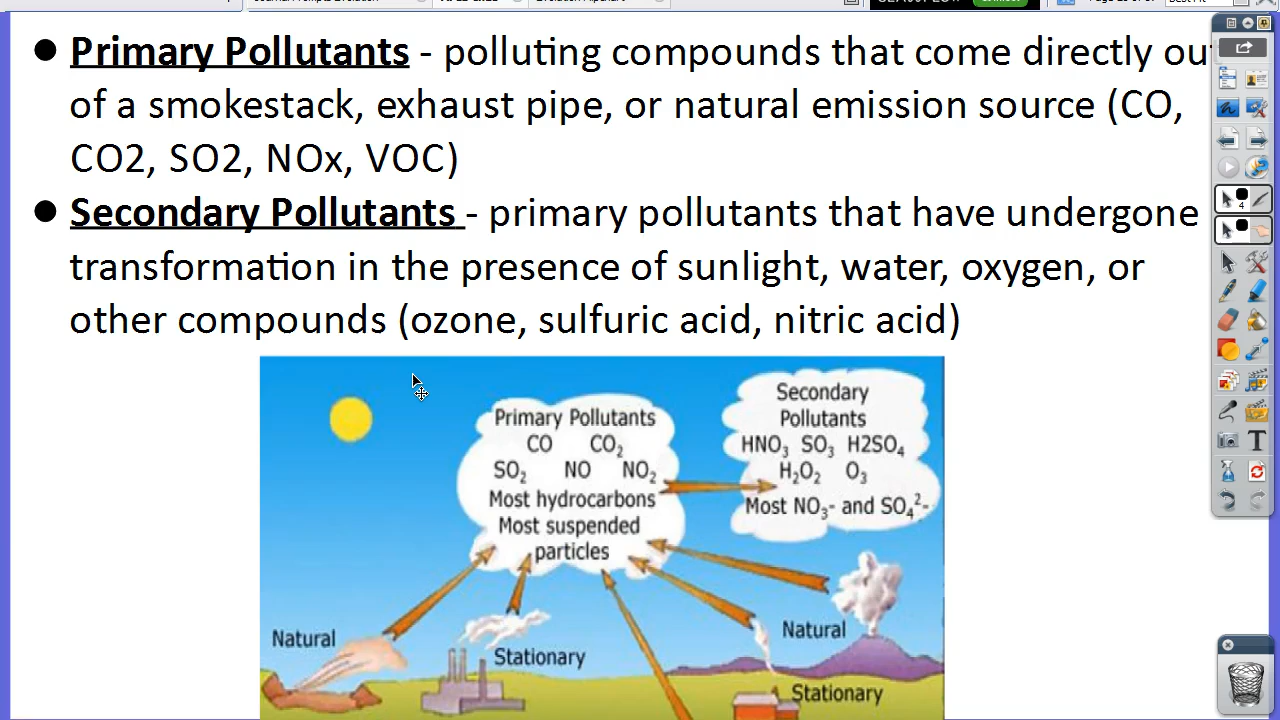 Primary Pollutants - polluting compounds that come directly out
of a smokestack, exhaust pipe, or natural emission source (CO,
CO2, SO2, NOx, VOC)
Secondary Pollutants - primary pollutants that have undergone
transformation in the presence of sunlight, water, oxygen, or
other compounds (ozone, sulfuric acid, nitric acid)
Primary Pollutants
CO CO₂
SO₂ NO NO₂
Most hydrocarbons
Most suspended
particles
Secondary
Pollutants
HNO₃ SO₃ H2SO₄
H₂O₂ O₃
Most NO₃- and SO₄²-
Natural
Stationary
Natural
Stationary
4
T